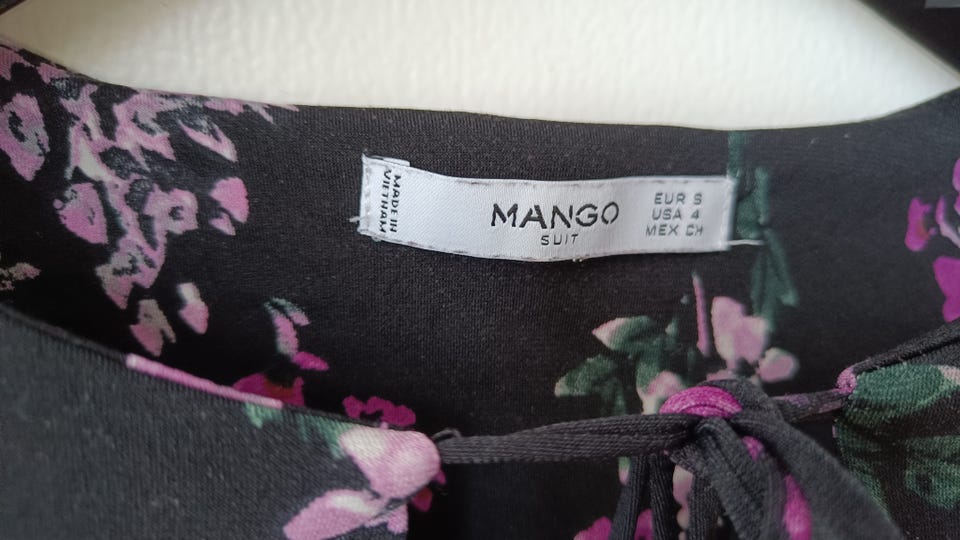 MADE IN
VIETNAM
MANGO
SUIT
EUR S
USA 4
MEX CH